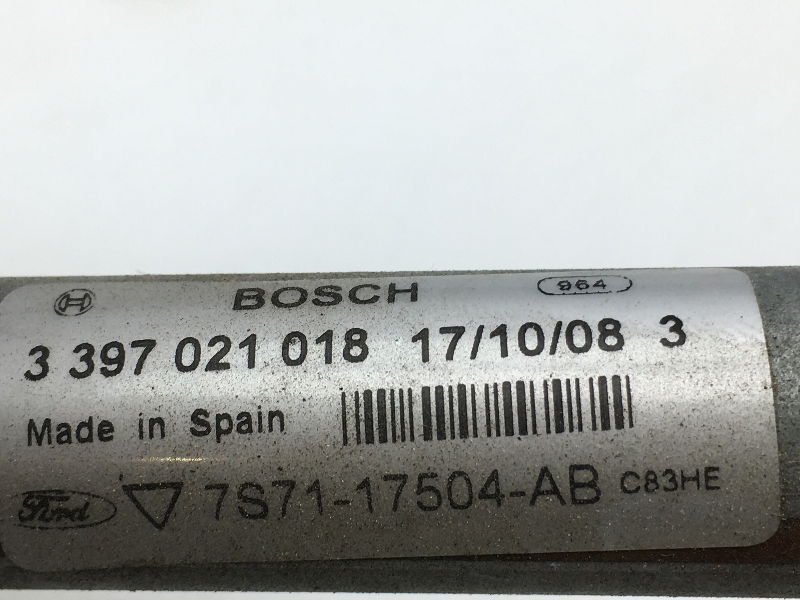 BOSCH 964
3 397 021 018 17/10/08 3
Made in Spain
Ford 7S71-17504-AB C83HE